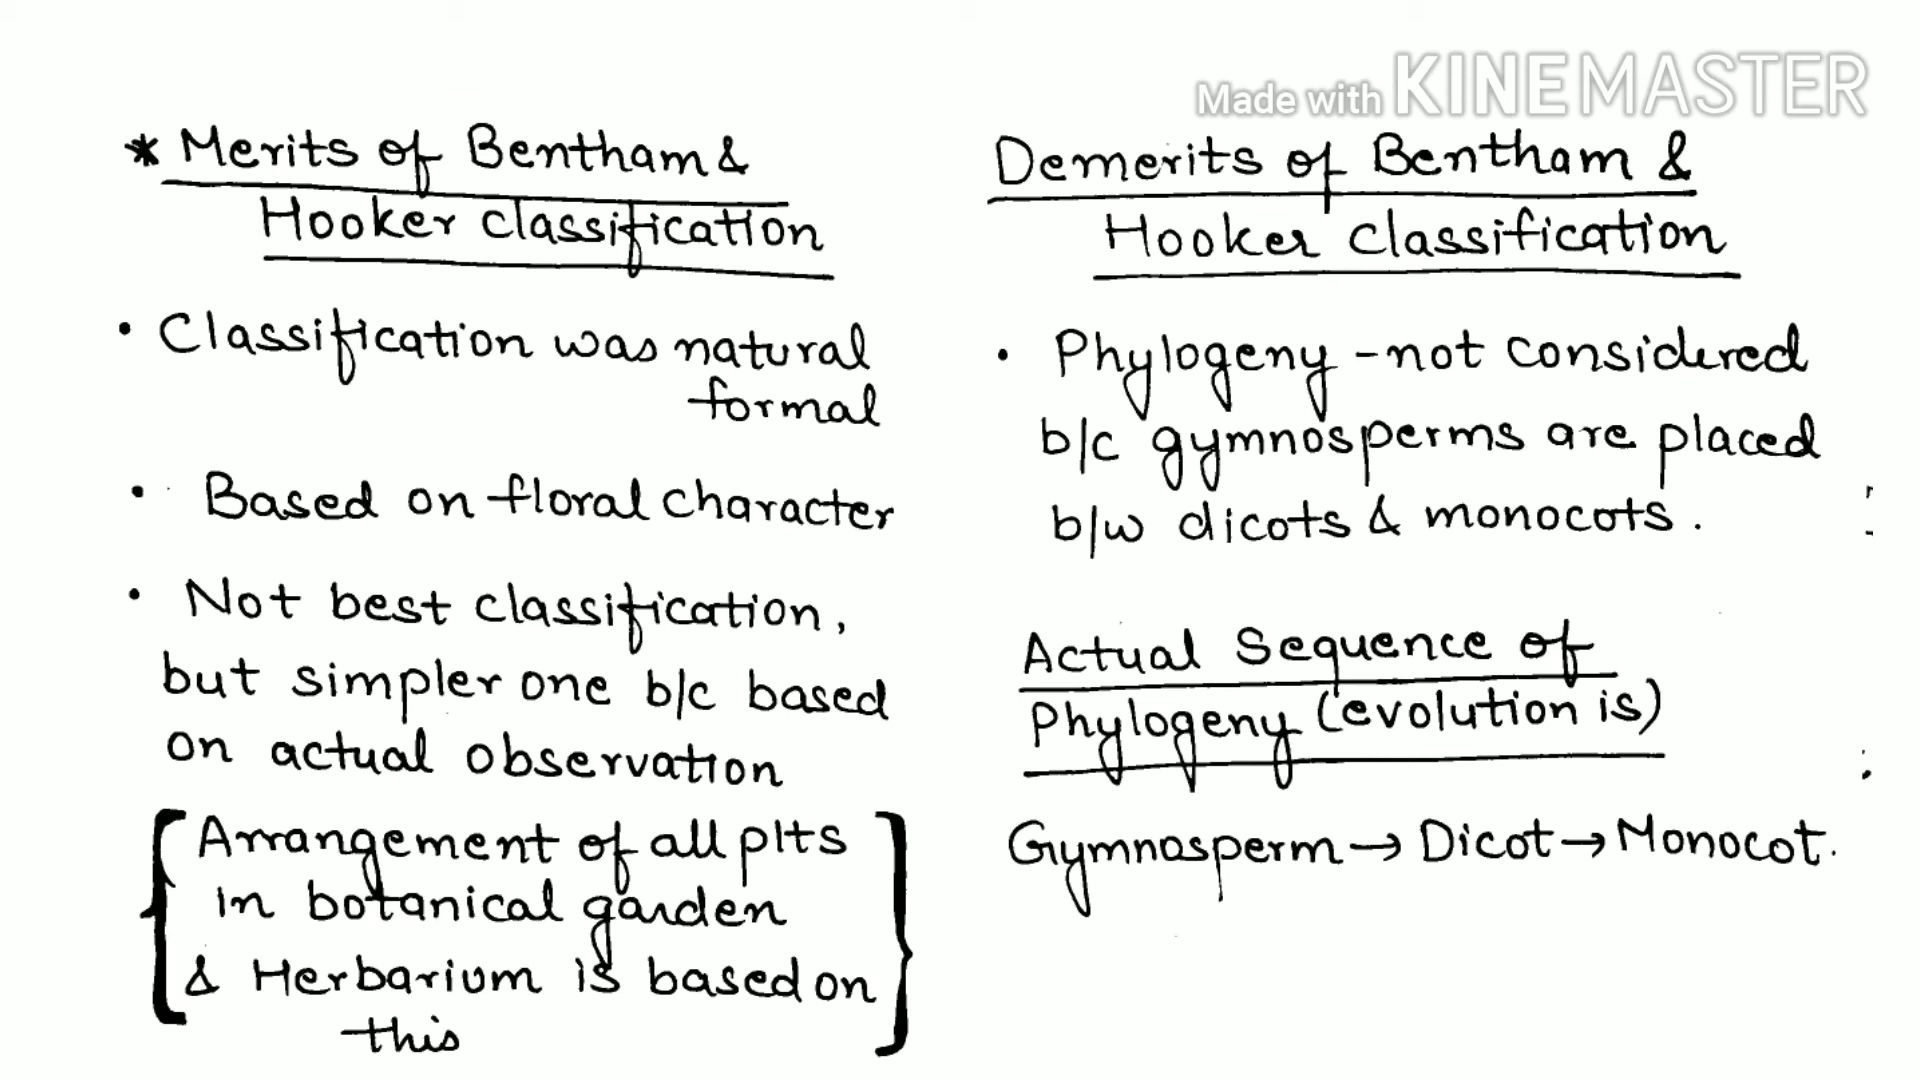 Made with KINEMASTER
* Merits of Bentham &
Hooker classification
• Classification was natural
formal
• Based on floral character
• Not best classification,
but simpler one b/c based
on actual observation
{ Arrangement of all plts
in botanical garden
& Herbarium is based on
this }
Demerits of Bentham &
Hooker classification
• Phylogeny - not considered
b/c gymnosperms are placed
b/w dicots & monocots.
Actual Sequence of
Phylogeny (evolution is)
Gymnosperm → Dicot → Monocot.